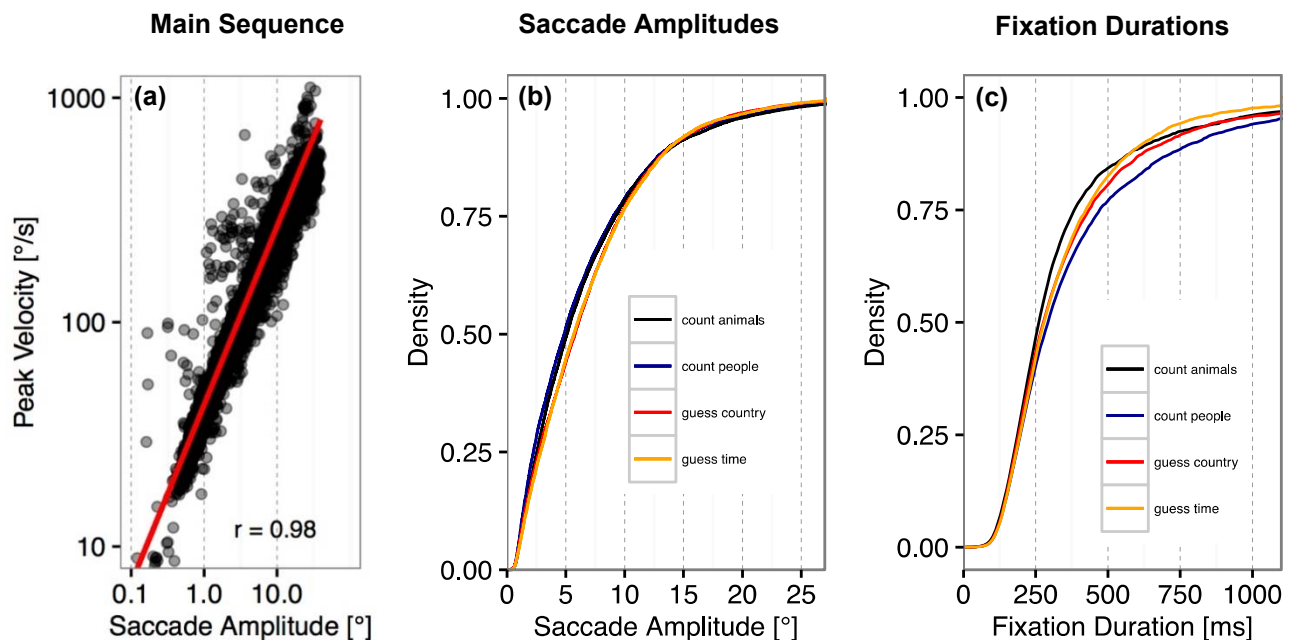 Main Sequence
Saccade Amplitudes
Fixation Durations
(a)
1000
100
10
Peak Velocity [°/s]
r = 0.98
0.1 1.0 10.0
Saccade Amplitude [°]
(b)
1.00
0.75
0.50
0.25
0.00
Density
count animals
count people
guess country
guess time
0 5 10 15 20 25
Saccade Amplitude [°]
(c)
1.00
0.75
0.50
0.25
0.00
Density
count animals
count people
guess country
guess time
0 250 500 750 1000
Fixation Duration [ms]